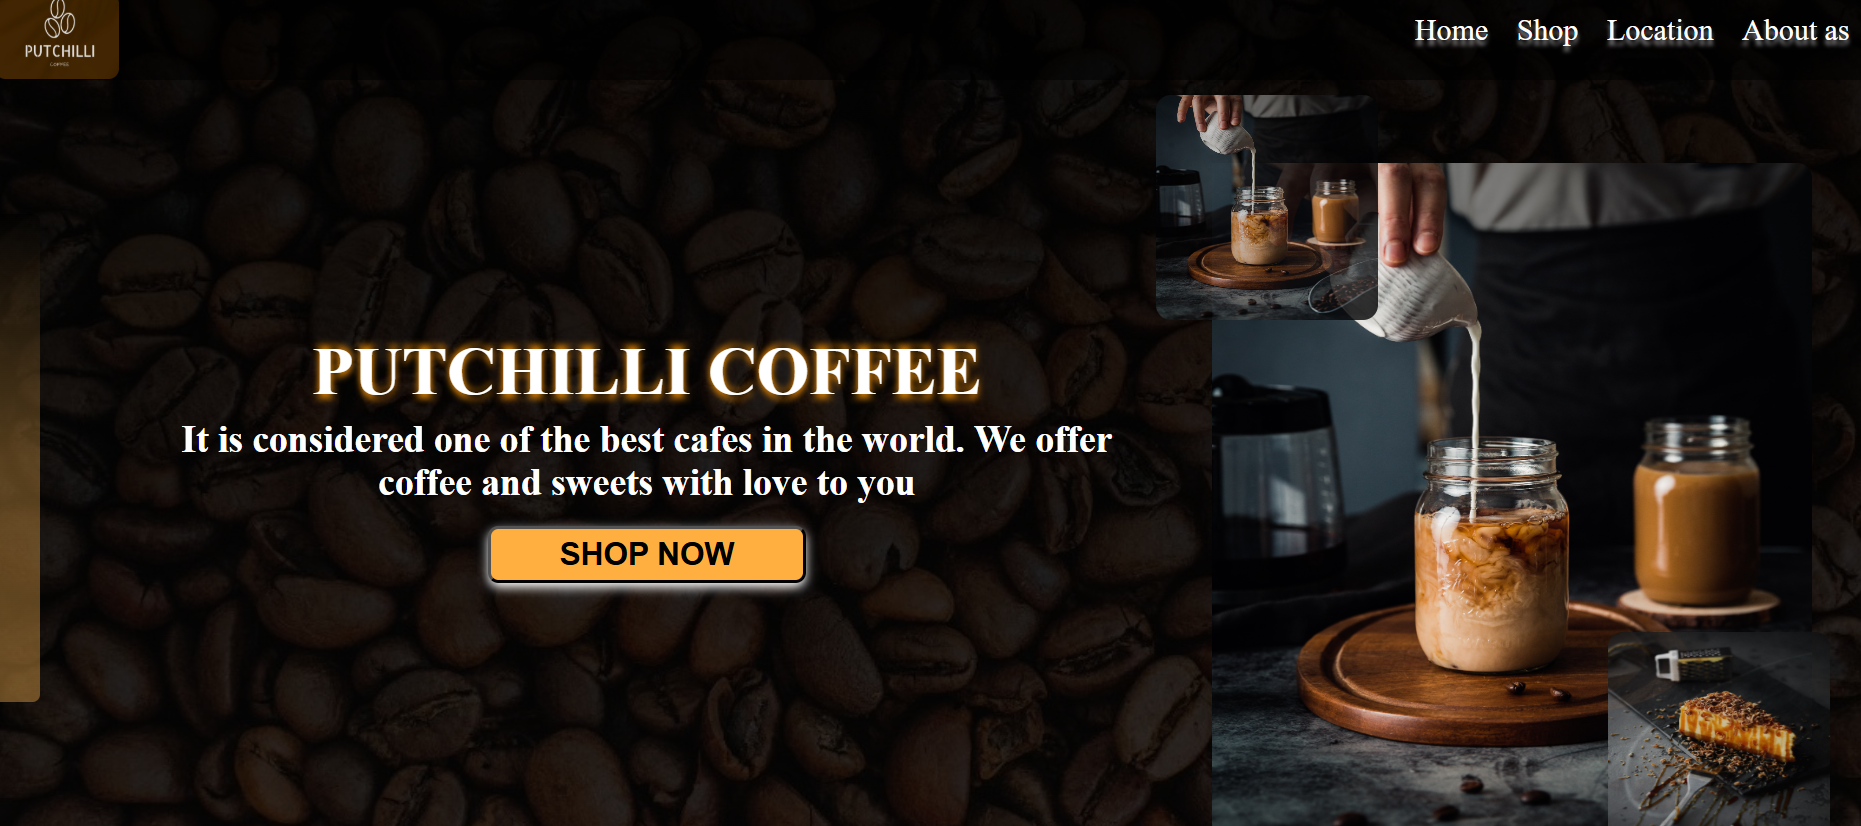 PUTCHILLI
COFFEE
Home Shop Location About as
PUTCHILLI COFFEE
It is considered one of the best cafes in the world. We offer
coffee and sweets with love to you
SHOP NOW